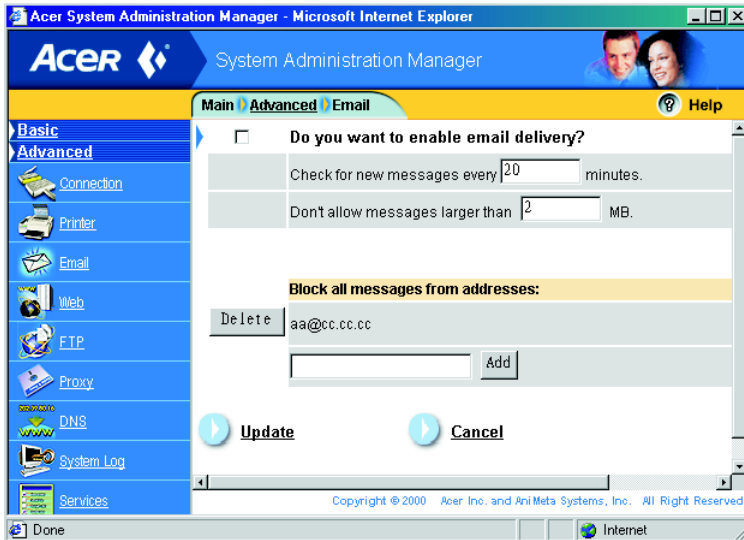 Acer System Administration Manager - Microsoft Internet Explorer
Acer System Administration Manager
Main Advanced Email Help
Basic
Advanced
Connection
Printer
Email
Web
FTP
Proxy
DNS
System Log
Services
Do you want to enable email delivery?
Check for new messages every 20 minutes.
Don't allow messages larger than 2 MB.
Block all messages from addresses:
Delete aa@cc.cc.cc
Add
Update Cancel
Copyright © 2000 Acer Inc. and AniMeta Systems, Inc. All Right Reserved
Done Internet